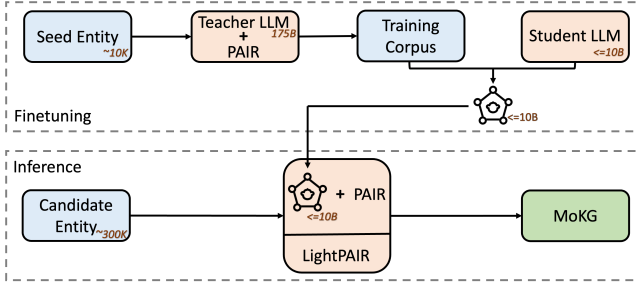 Seed Entity
~10K
Teacher LLM
+
175B
PAIR
Training
Corpus
Student LLM
<=10B
<=10B
Finetuning
Inference
Candidate
Entity
~300K
+ PAIR
<=10B
LightPAIR
MoKG